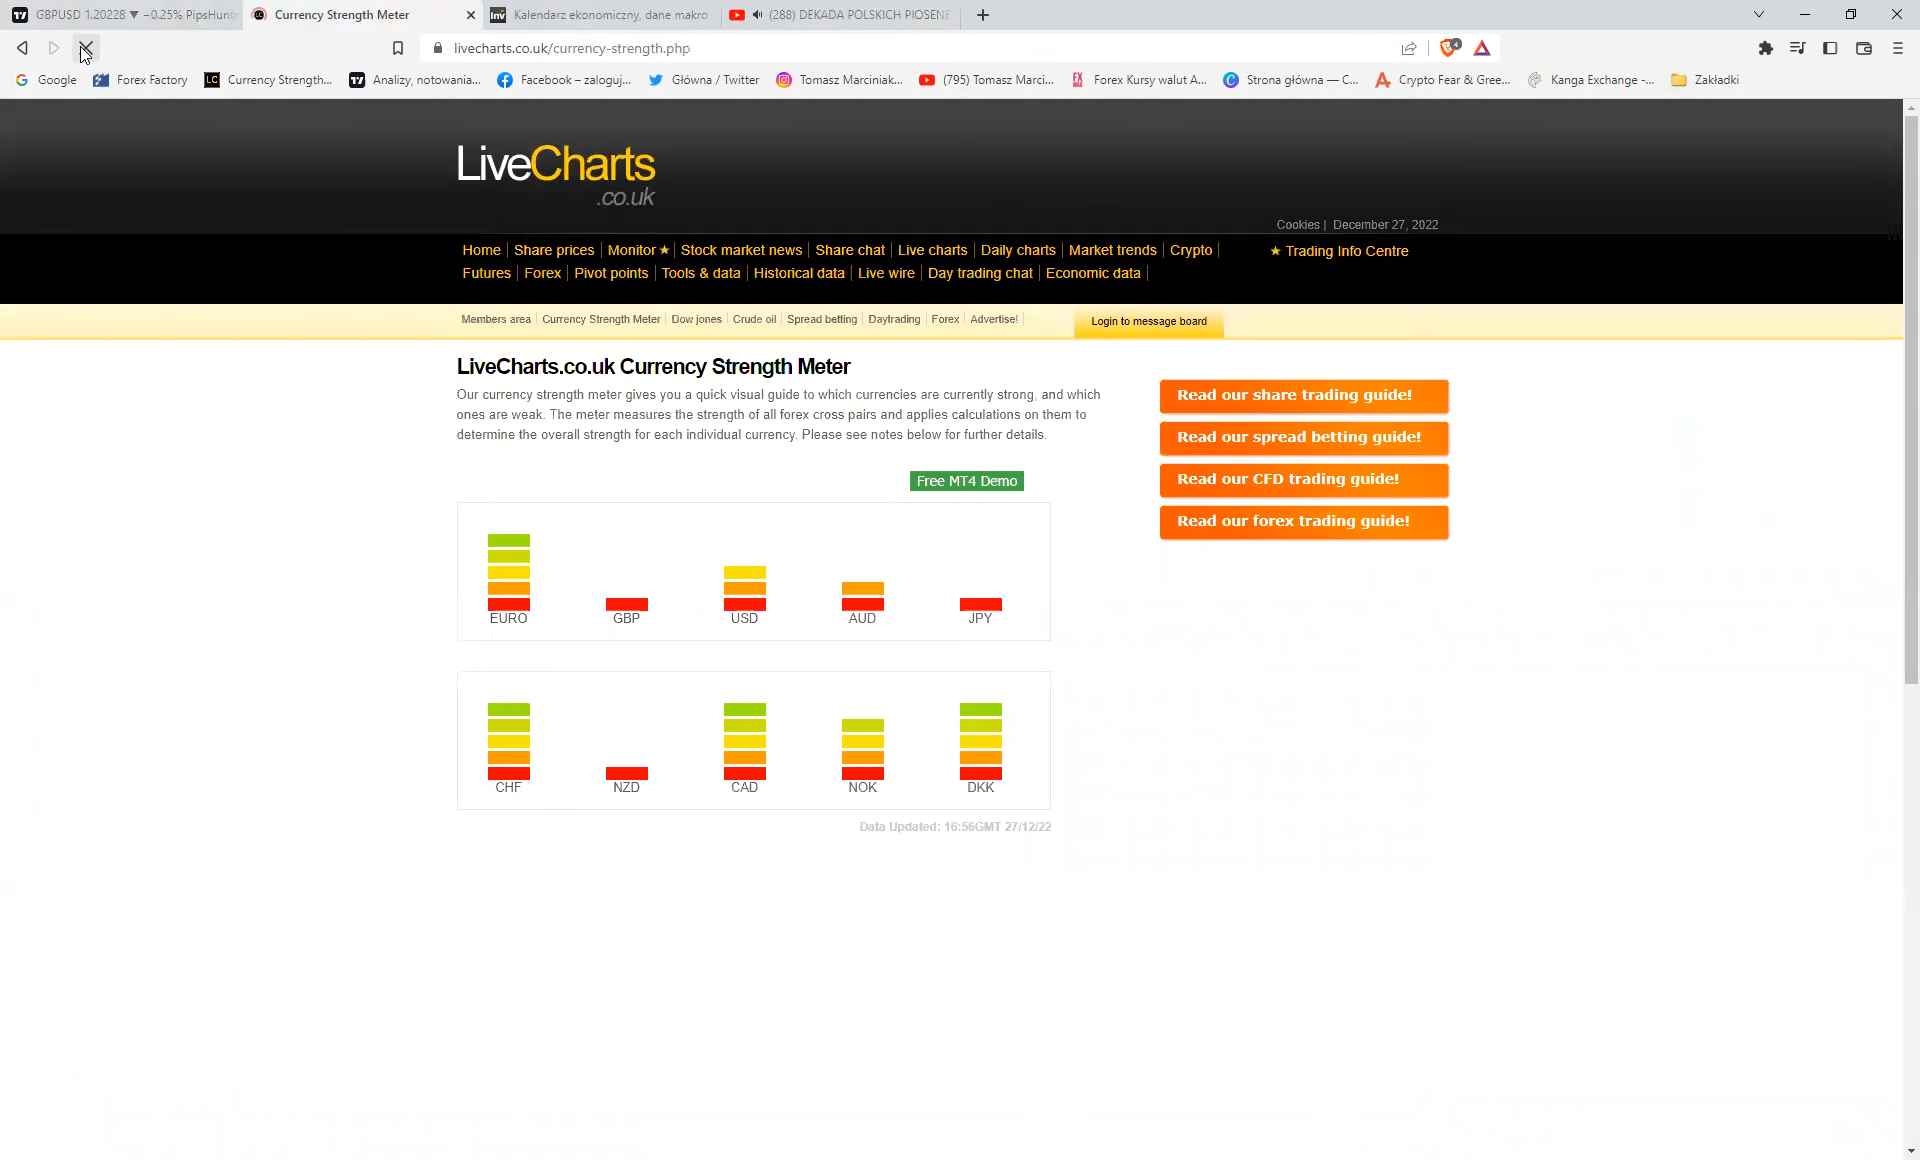 GBPUSD 1.20228 ▼ −0.25% PipsHunte
Currency Strength Meter
Kalendarz ekonomiczny, dane makro
(288) DEKADA POLSKICH PIOSENE
livecharts.co.uk/currency-strength.php
4
Google
Forex Factory
LC Currency Strength...
Analizy, notowania...
Facebook – zaloguj...
Główna / Twitter
Tomasz Marciniak...
(795) Tomasz Marci...
Forex Kursy walut A...
Strona główna — C...
Crypto Fear & Gree...
Kanga Exchange -...
Zakładki
LiveCharts
.co.uk
Cookies | December 27, 2022
Home | Share prices | Monitor ★ | Stock market news | Share chat | Live charts | Daily charts | Market trends | Crypto |
★ Trading Info Centre
Futures | Forex | Pivot points | Tools & data | Historical data | Live wire | Day trading chat | Economic data |
Members area | Currency Strength Meter | Dow jones | Crude oil | Spread betting | Daytrading | Forex | Advertise! |
Login to message board
LiveCharts.co.uk Currency Strength Meter
Our currency strength meter gives you a quick visual guide to which currencies are currently strong, and which
ones are weak. The meter measures the strength of all forex cross pairs and applies calculations on them to
determine the overall strength for each individual currency. Please see notes below for further details.
Read our share trading guide!
Read our spread betting guide!
Read our CFD trading guide!
Read our forex trading guide!
Free MT4 Demo
EURO GBP USD AUD JPY
CHF NZD CAD NOK DKK
Data Updated: 16:56GMT 27/12/22